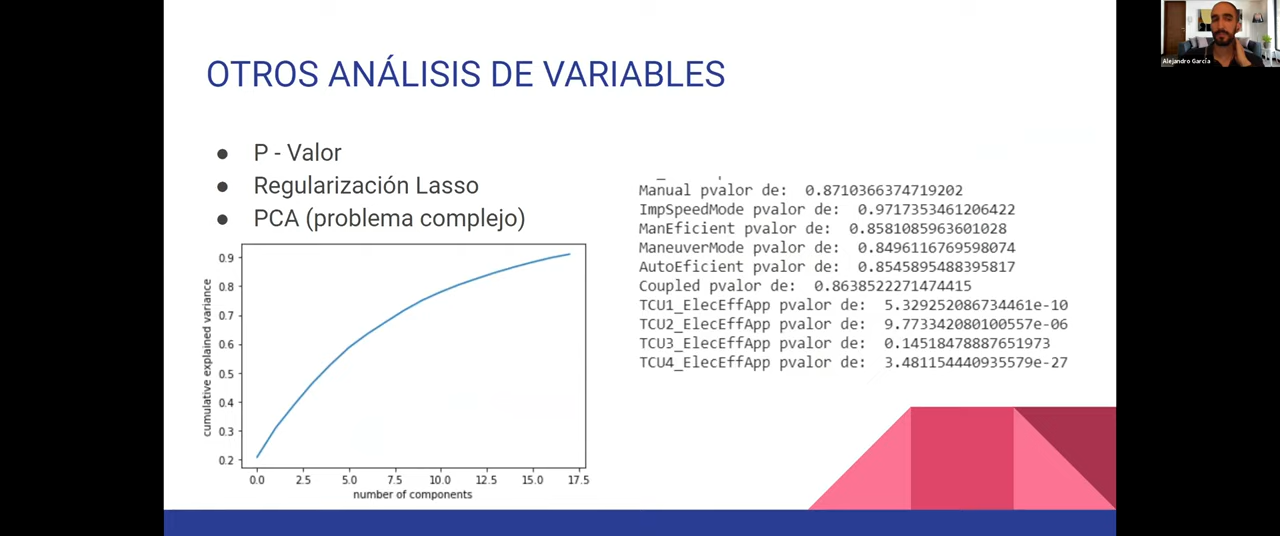 OTROS ANÁLISIS DE VARIABLES
● P - Valor
● Regularización Lasso
● PCA (problema complejo)
cumulative explained variance
0.9
0.8
0.7
0.6
0.5
0.4
0.3
0.2
0.0 2.5 5.0 7.5 10.0 12.5 15.0 17.5
number of components
Manual pvalor de: 0.8710366374719202
ImpSpeedMode pvalor de: 0.9717353461206422
ManEficient pvalor de: 0.8581085963601028
ManeuverMode pvalor de: 0.8496116769598074
AutoEficient pvalor de: 0.8545895488395817
Coupled pvalor de: 0.8638522271474415
TCU1_ElecEffApp pvalor de: 5.329252086734461e-10
TCU2_ElecEffApp pvalor de: 9.773342080100557e-06
TCU3_ElecEffApp pvalor de: 0.14518478887651973
TCU4_ElecEffApp pvalor de: 3.481154440935579e-27
Alejandro García